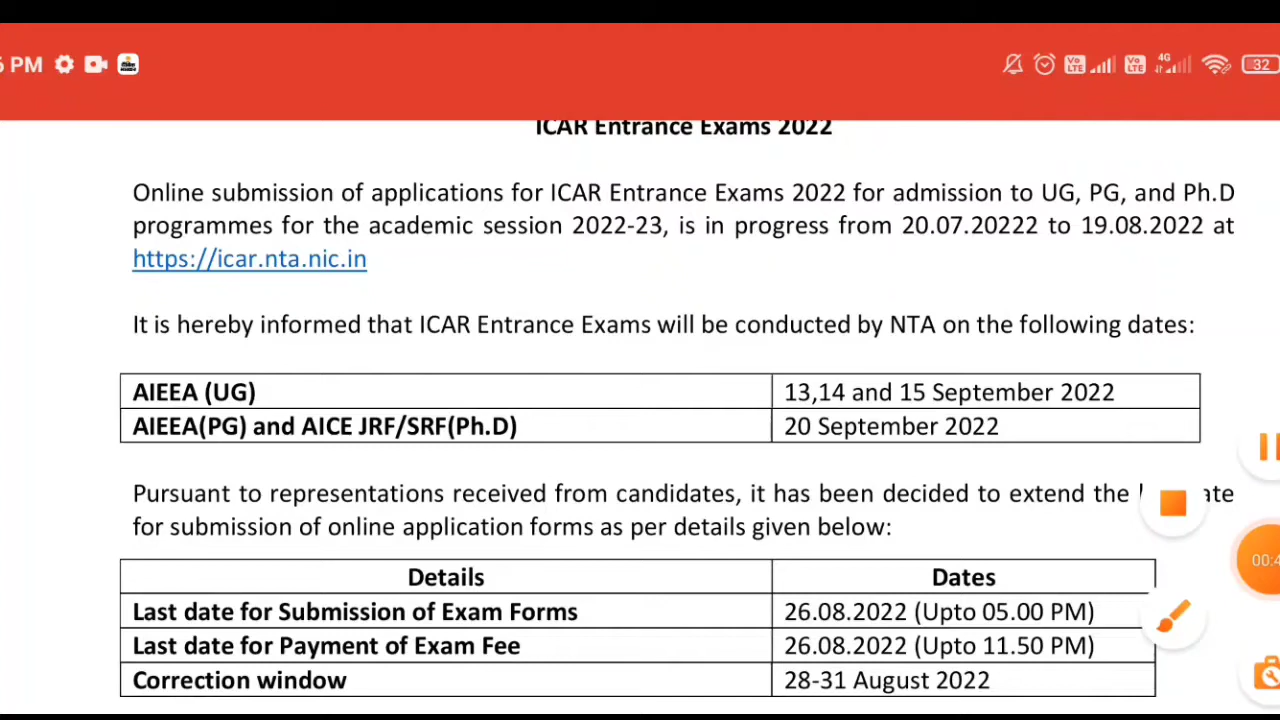 PM
VoLTE VoLTE 4G 32
ICAR Entrance Exams 2022
Online submission of applications for ICAR Entrance Exams 2022 for admission to UG, PG, and Ph.D
programmes for the academic session 2022-23, is in progress from 20.07.20222 to 19.08.2022 at
https://icar.nta.nic.in
It is hereby informed that ICAR Entrance Exams will be conducted by NTA on the following dates:
AIEEA (UG) 13,14 and 15 September 2022
AIEEA(PG) and AICE JRF/SRF(Ph.D) 20 September 2022
Pursuant to representations received from candidates, it has been decided to extend the
for submission of online application forms as per details given below:
Details Dates
Last date for Submission of Exam Forms 26.08.2022 (Upto 05.00 PM)
Last date for Payment of Exam Fee 26.08.2022 (Upto 11.50 PM)
Correction window 28-31 August 2022